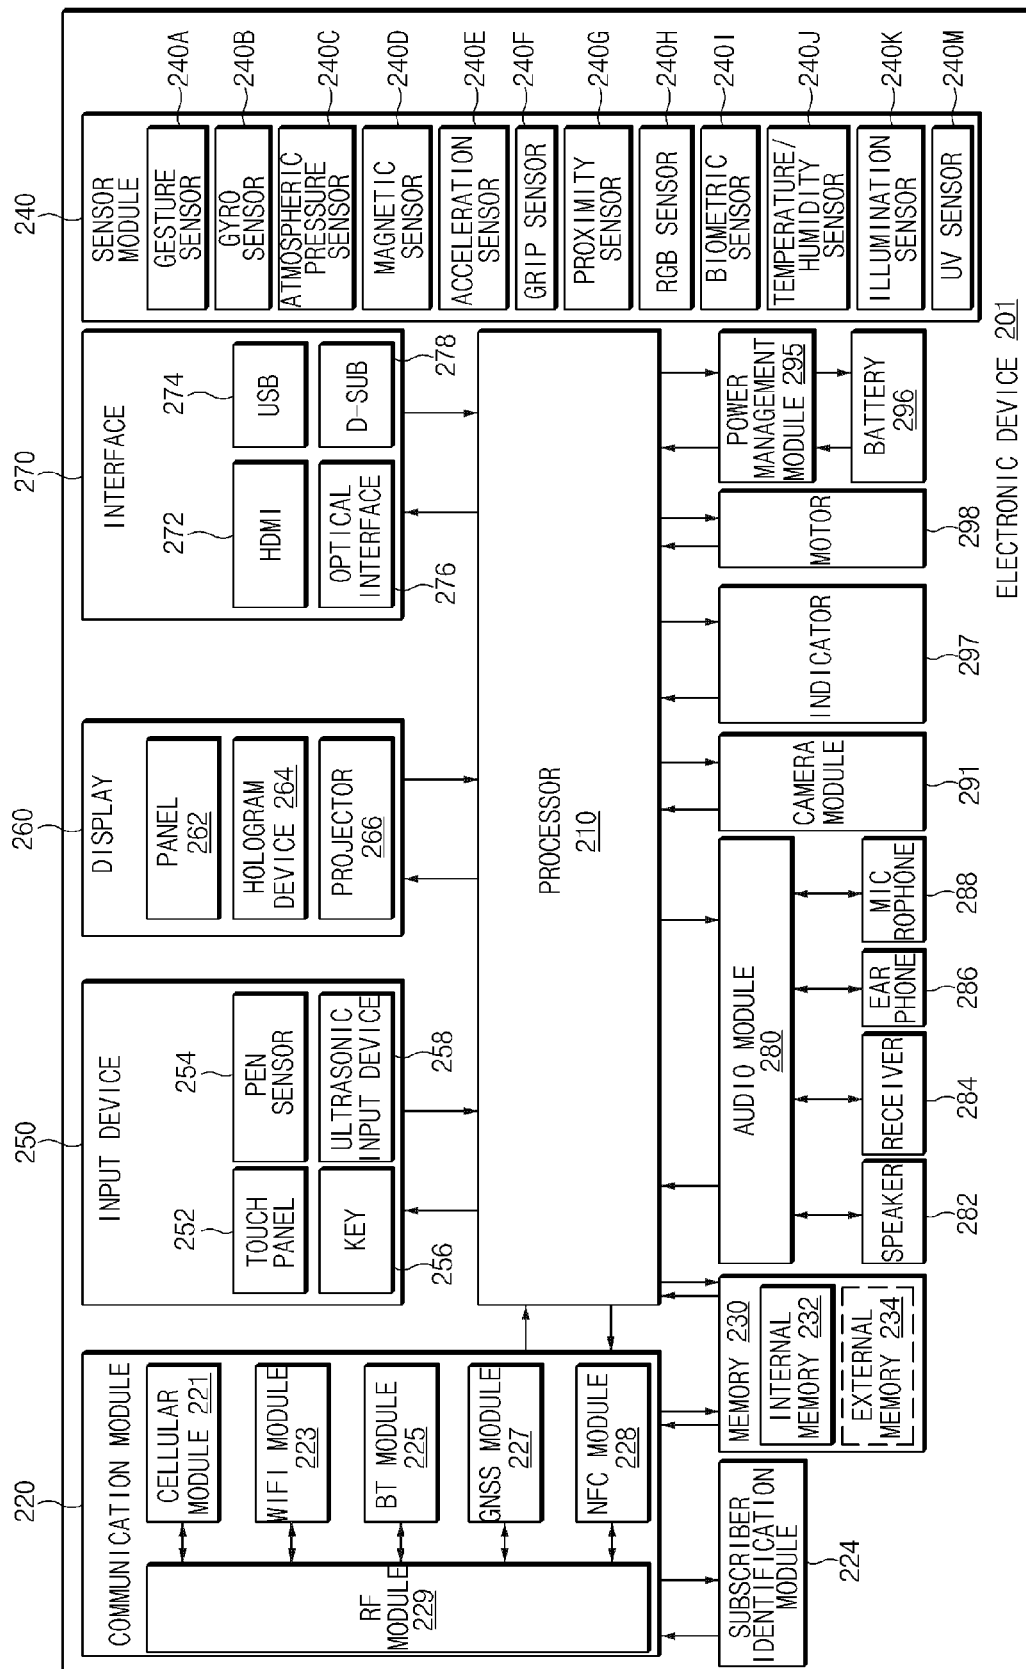 220
COMMUNICATION MODULE
CELLULAR
MODULE 221
WIFI MODULE
223
BT MODULE
225
GNSS MODULE
227
NFC MODULE
228
RF
MODULE
229
SUBSCRIBER
IDENTIFICATION
MODULE
224
250
INPUT DEVICE
252
TOUCH
PANEL
254
PEN
SENSOR
KEY
256
ULTRASONIC
INPUT DEVICE
258
260
DISPLAY
PANEL
262
HOLOGRAM
DEVICE 264
PROJECTOR
266
270
INTERFACE
272
HDMI
274
USB
OPTICAL
INTERFACE
276
D-SUB
278
240
SENSOR
MODULE
GESTURE
SENSOR
240A
GYRO
SENSOR
240B
ATMOSPHERIC
PRESSURE
SENSOR
240C
MAGNETIC
SENSOR
240D
ACCELERATION
SENSOR
240E
GRIP SENSOR
240F
PROXIMITY
SENSOR
240G
RGB SENSOR
240H
BIOMETRIC
SENSOR
240I
TEMPERATURE/
HUMIDITY
SENSOR
240J
ILLUMINATION
SENSOR
240K
UV SENSOR
240M
PROCESSOR
210
MEMORY 230
INTERNAL
MEMORY 232
EXTERNAL
MEMORY 234
AUDIO MODULE
280
SPEAKER
282
RECEIVER
284
EAR
PHONE
286
MIC
ROPHONE
288
CAMERA
MODULE
291
INDICATOR
297
MOTOR
298
POWER
MANAGEMENT
MODULE 295
BATTERY
296
ELECTRONIC DEVICE 201